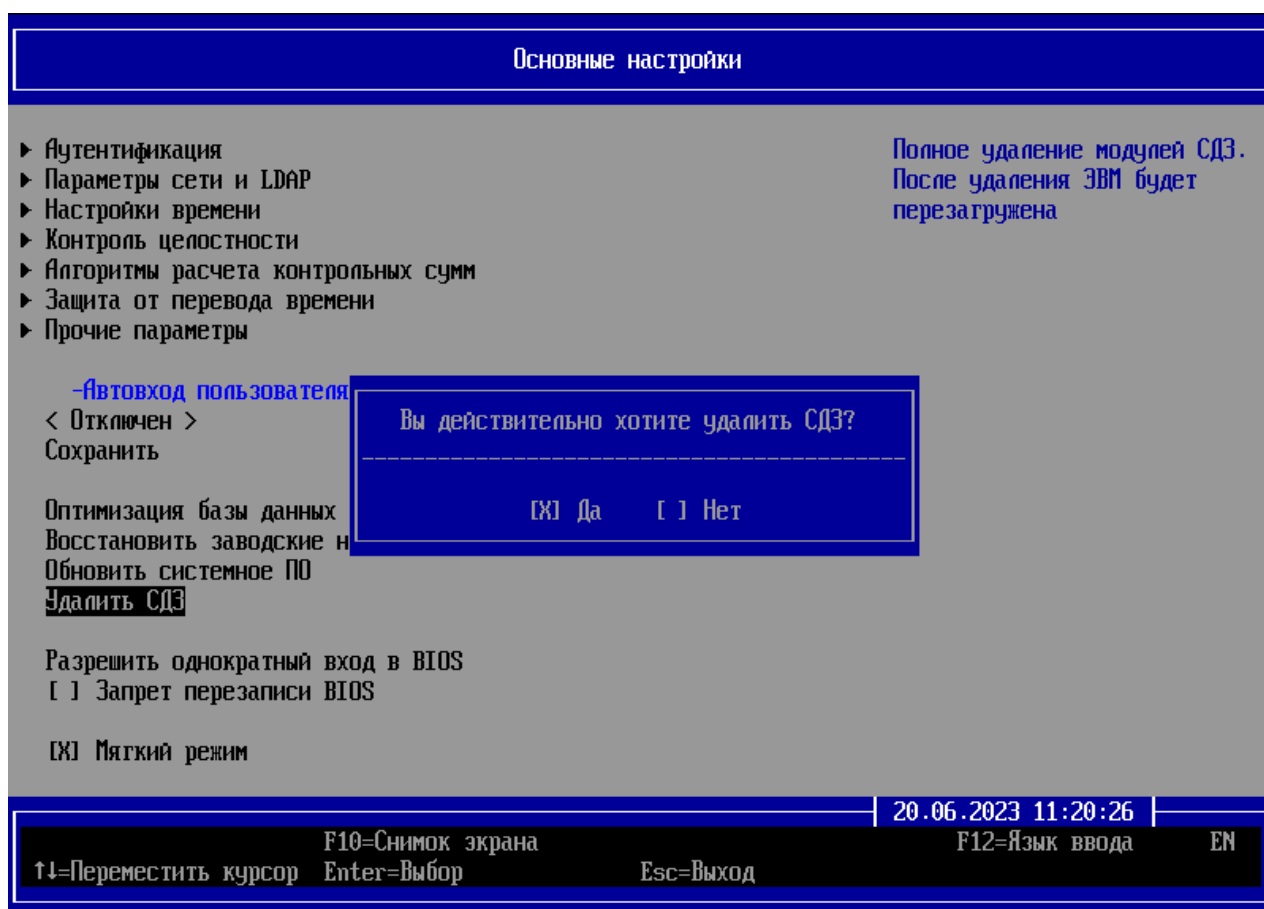 Основные настройки
▶ Аутентификация
▶ Параметры сети и LDAP
▶ Настройки времени
▶ Контроль целостности
▶ Алгоритмы расчета контрольных сумм
▶ Защита от перевода времени
▶ Прочие параметры
Полное удаление модулей СДЗ.
После удаления ЭВМ будет
перезагружена
-Автовход пользователя
< Отключен >
Сохранить
Оптимизация базы данных
Восстановить заводские н
Обновить системное ПО
Удалить СДЗ
Вы действительно хотите удалить СДЗ?
[X] Да [ ] Нет
Разрешить однократный вход в BIOS
[ ] Запрет перезаписи BIOS
[X] Мягкий режим
20.06.2023 11:20:26
F10=Снимок экрана F12=Язык ввода EN
↑↓=Переместить курсор Enter=Выбор Esc=Выход